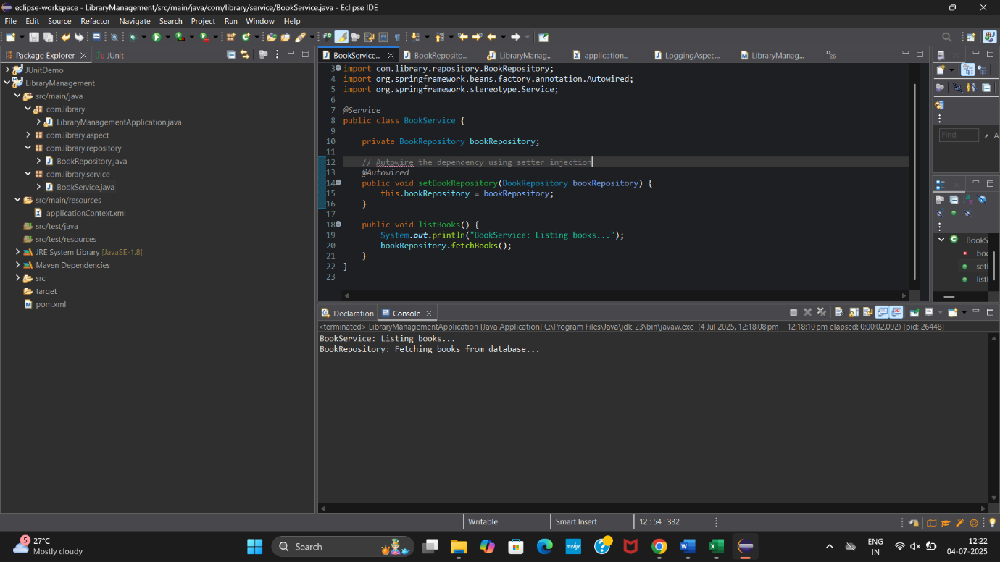 eclipse-workspace - LibraryManagement/src/main/java/com/library/service/BookService.java - Eclipse IDE
File Edit Source Refactor Navigate Search Project Run Window Help
Package Explorer JUnit
JUnitDemo
LibraryManagement
src/main/java
com.library
LibraryManagementApplication.java
com.library.aspect
com.library.repository
BookRepository.java
com.library.service
BookService.java
src/main/resources
applicationContext.xml
src/test/java
src/test/resources
JRE System Library [JavaSE-1.8]
Maven Dependencies
src
target
pom.xml
BookService... BookReposito... LibraryManag... application... LoggingAspec... LibraryManag... 26
3 import com.library.repository.BookRepository;
4 import org.springframework.beans.factory.annotation.Autowired;
5 import org.springframework.stereotype.Service;
6
7 @Service
8 public class BookService {
9
10 private BookRepository bookRepository;
11
12 // Autowire the dependency using setter injection
13 @Autowired
14 public void setBookRepository(BookRepository bookRepository) {
15 this.bookRepository = bookRepository;
16 }
17
18 public void listBooks() {
19 System.out.println("BookService: Listing books...");
20 bookRepository.fetchBooks();
21 }
22 }
23
Find A
BookS
boo
set
list
Declaration Console
<terminated> LibraryManagementApplication [Java Application] C:\Program Files\Java\jdk-23\bin\javaw.exe (4 Jul 2025, 12:18:08 pm – 12:18:10 pm elapsed: 0:00:02.092) [pid: 26448]
BookService: Listing books...
BookRepository: Fetching books from database...
Writable Smart Insert 12 : 54 : 332
5
27°C
Mostly cloudy
Search
myhp
ENG
IN
12:22
04-07-2025